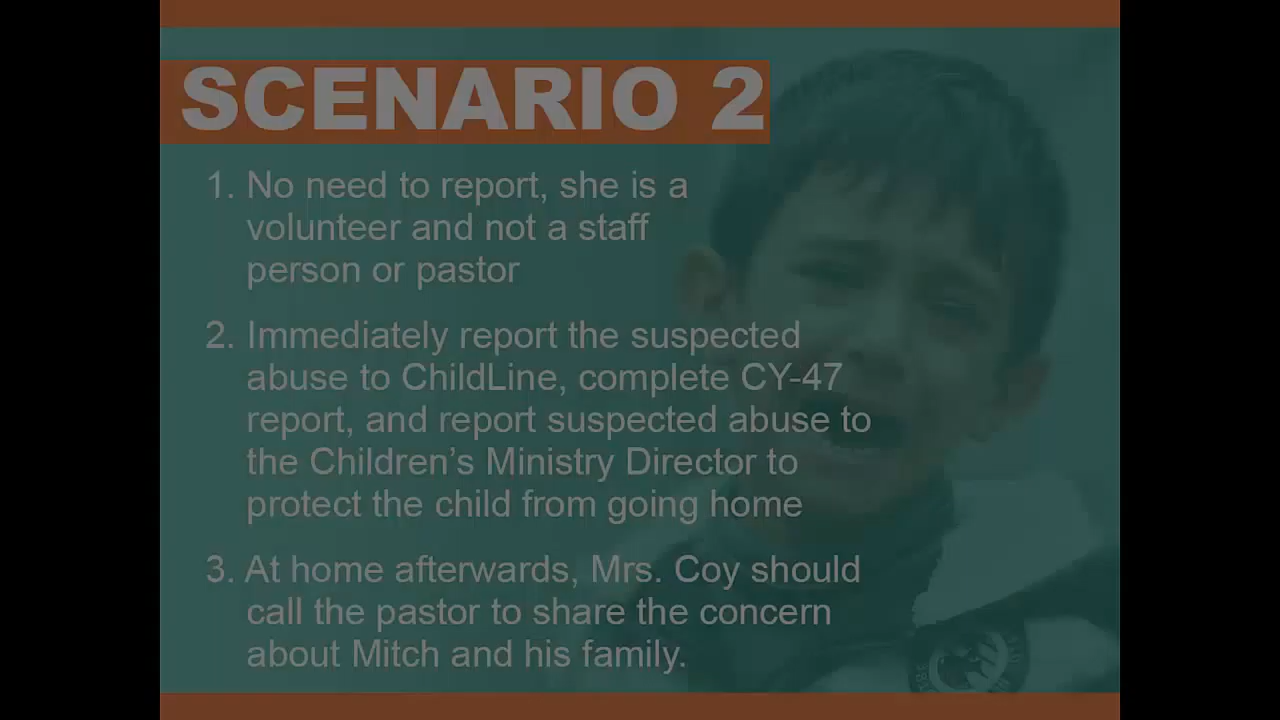 SCENARIO 2
1. No need to report, she is a
volunteer and not a staff
person or pastor
2. Immediately report the suspected
abuse to ChildLine, complete CY-47
report, and report suspected abuse to
the Children’s Ministry Director to
protect the child from going home
3. At home afterwards, Mrs. Coy should
call the pastor to share the concern
about Mitch and his family.